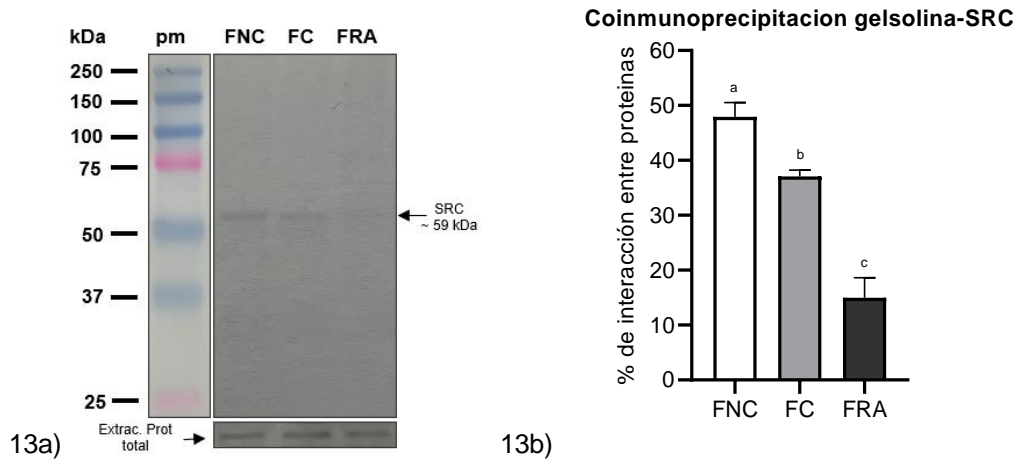 kDa pm FNC FC FRA
250
150
100
75
50
37
25
SRC
~ 59 kDa
Extrac. Prot
total
13a)
Coinmunoprecipitacion gelsolina-SRC
% de interacción entre proteinas
60
50
40
30
20
10
0
a
b
c
FNC FC FRA
13b)